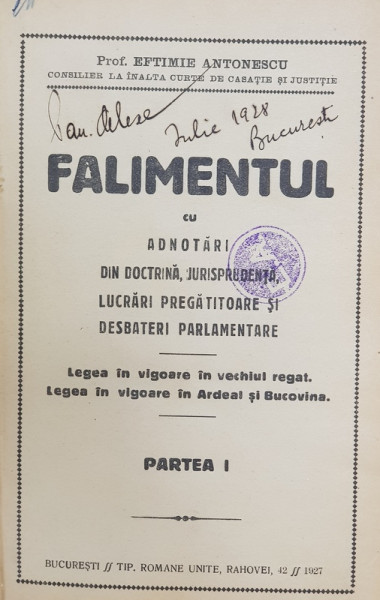 Prof. EFTIMIE ANTONESCU
CONSILIER LA ÎNALTA CURTE DE CASAȚIE ȘI JUSTIȚIE
Iulie 1928
București
FALIMENTUL
cu
ADNOTĂRI
DIN DOCTRINĂ, JURISPRUDENȚĂ,
LUCRĂRI PREGĂTITOARE ȘI
DESBATERI PARLAMENTARE
Legea în vigoare în vechiul regat.
Legea în vigoare în Ardeal și Bucovina.
PARTEA I
BUCUREȘTI // TIP. ROMANE UNITE, RAHOVEI, 42 // 1927